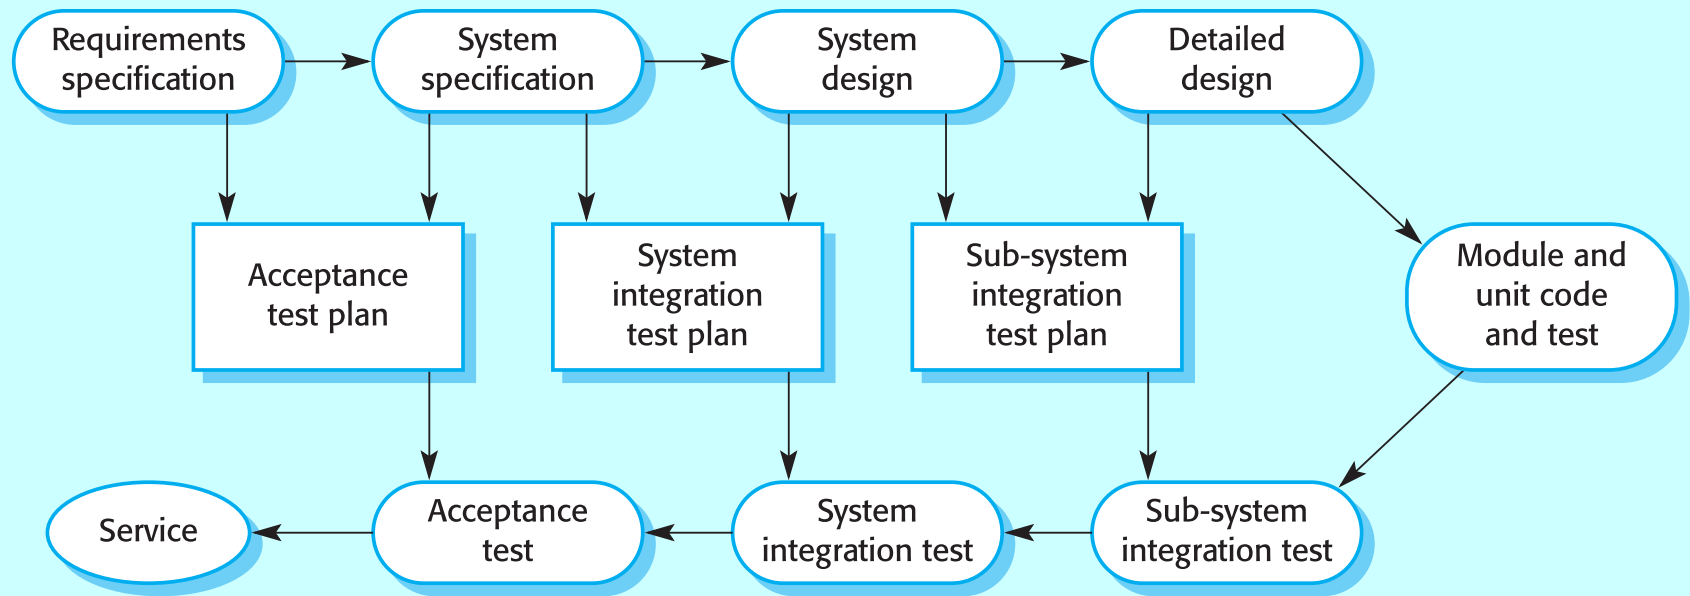 Requirements
specification
System
specification
System
design
Detailed
design
Acceptance
test plan
System
integration
test plan
Sub-system
integration
test plan
Module and
unit code
and test
Service
Acceptance
test
System
integration test
Sub-system
integration test